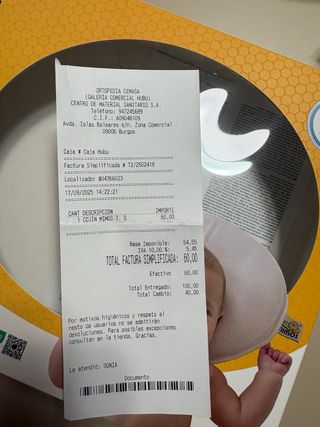 ORTOPEDIA CEMASA
(GALERIA COMERCIAL HUBU)
CENTRO DE MATERIAL SANITARIO S.A.
Teléfono: 947245689
C.I.F.: A09048109
Avda. Islas Baleares s/n. Zona Comercial
09006 Burgos
Caja # Caja Hubu
Factura Simplificada # T2/2502418
Localizador #04366023
17/09/2025 14:22:21
CANT DESCRIPCION IMPORTE
1 COJIN MIMOS T. S 60,00
Base Imponible: 54,55
IVA 10,00 %: 5,45
TOTAL FACTURA SIMPLIFICADA: 60,00
Efectivo 60,00
Total Entregado: 100,00
Total Cambio: 40,00
Por motivos higiénicos y respeto al
resto de usuarios no se admitirán
devoluciones. Para posibles excepciones
consulten en la tienda. Gracias.
Le atendió: SONIA
Documento